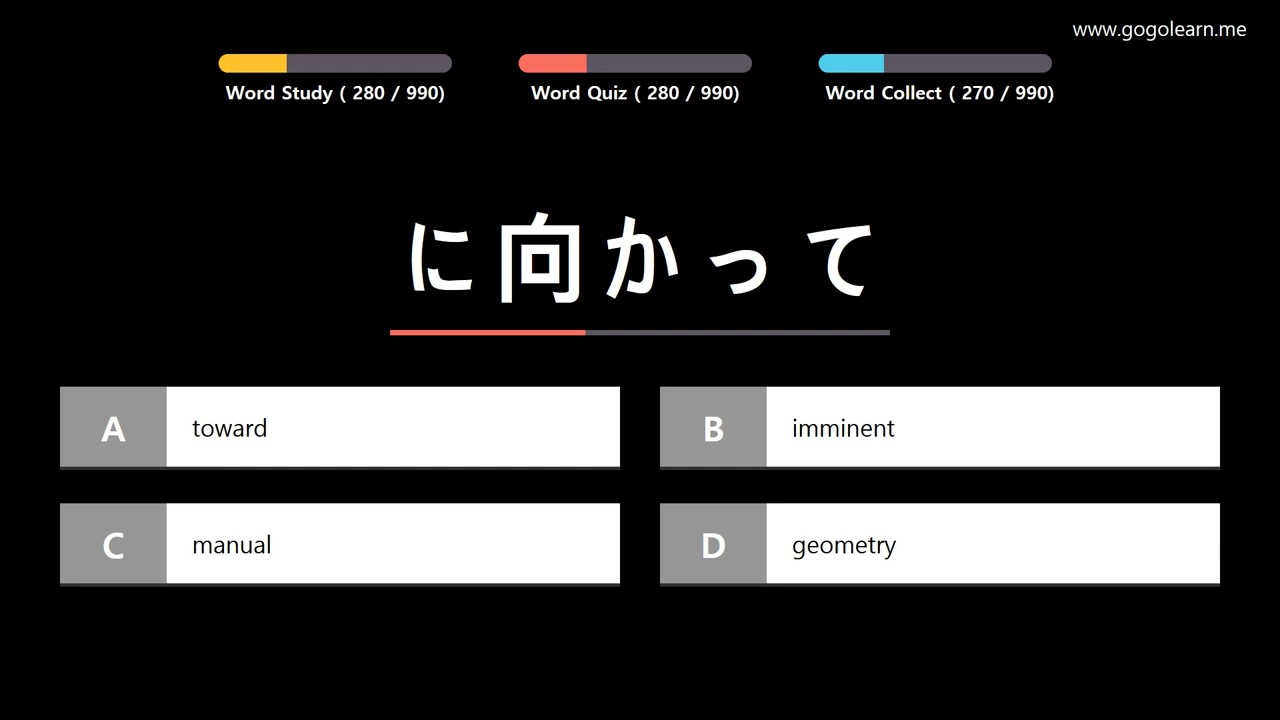 www.gogolearn.me
Word Study ( 280 / 990)
Word Quiz ( 280 / 990)
Word Collect ( 270 / 990)
に向かって
A toward
B imminent
C manual
D geometry